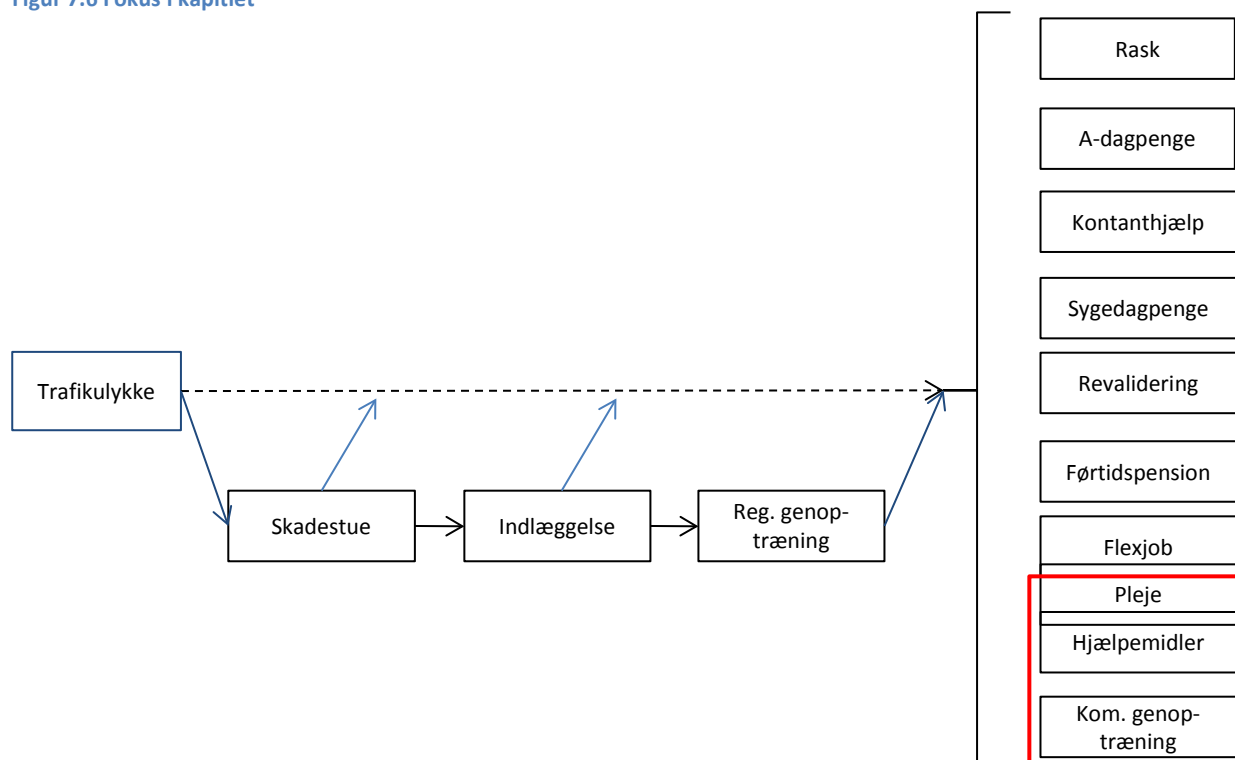 Figur 7.6 Fokus i kapitlet
Rask
A-dagpenge
Kontanthjælp
Sygedagpenge
Trafikulykke
Revalidering
Førtidspension
Skadestue
Indlæggelse
Reg. genop-
træning
Flexjob
Pleje
Hjælpemidler
Kom. genop-
træning